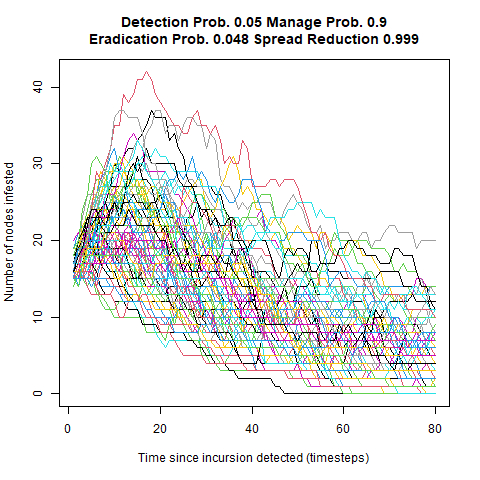 Detection Prob. 0.05 Manage Prob. 0.9
Eradication Prob. 0.048 Spread Reduction 0.999
Number of nodes infested
40
30
20
10
0
0
20
40
60
80
Time since incursion detected (timesteps)